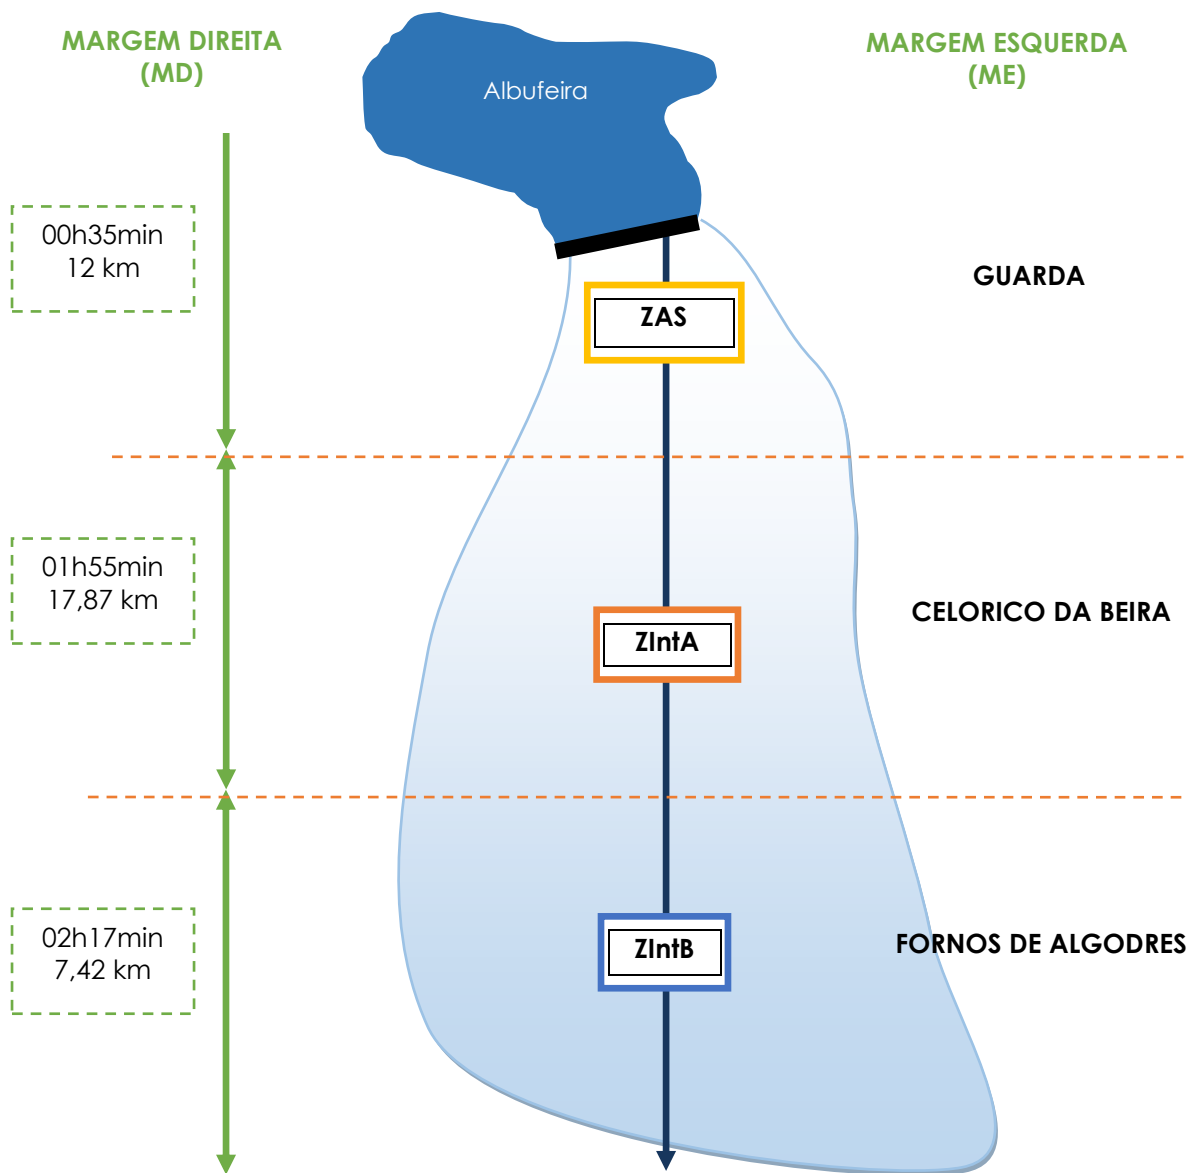 MARGEM DIREITA
(MD)
MARGEM ESQUERDA
(ME)
Albufeira
00h35min
12 km
GUARDA
ZAS
01h55min
17,87 km
CELORICO DA BEIRA
ZIntA
02h17min
7,42 km
FORNOS DE ALGODRES
ZIntB